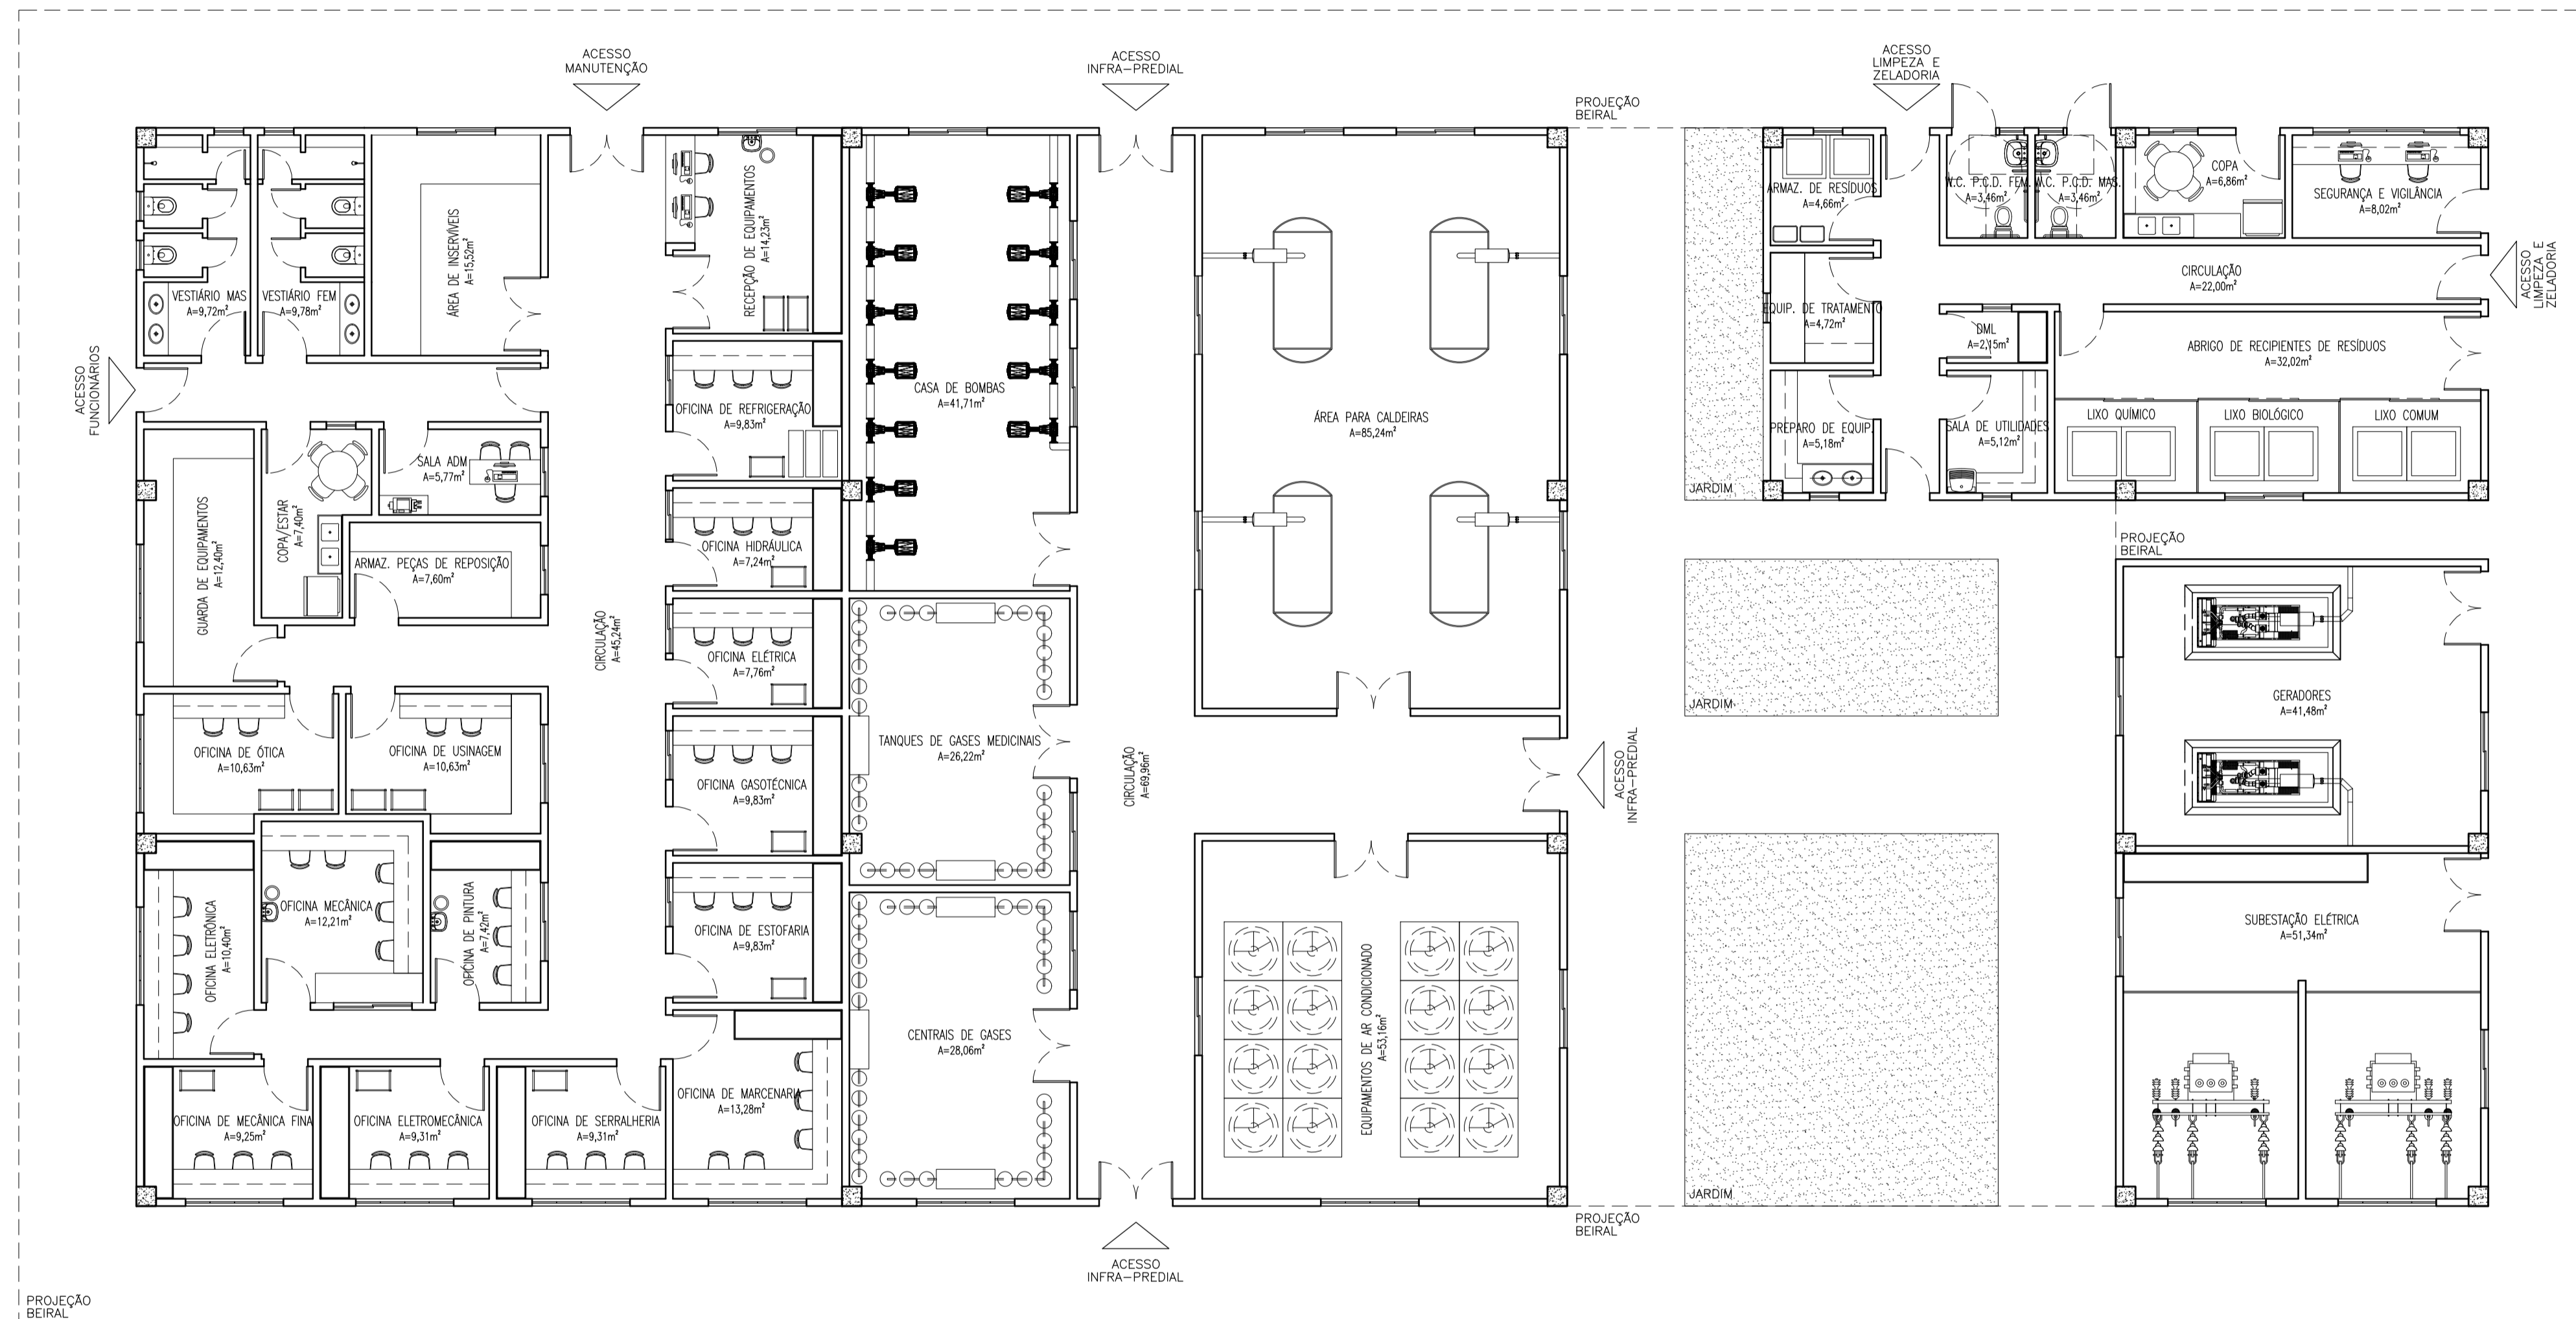 ACESSO
MANUTENÇÃO
ACESSO
INFRA-PREDIAL
PROJEÇÃO
BEIRAL
ACESSO
LIMPEZA E
ZELADORIA
VESTIÁRIO MAS
A=9,72m²
VESTIÁRIO FEM
A=9,78m²
ÁREA DE INSERVÍVEIS
A=15,52m²
RECEPÇÃO DE EQUIPAMENTOS
A=14,23m²
ACESSO
FUNCIONÁRIOS
OFICINA DE REFRIGERAÇÃO
A=9,83m²
CASA DE BOMBAS
A=41,71m²
ÁREA PARA CALDEIRAS
A=85,24m²
ARMAZ. DE RESÍDUOS
A=4,66m²
W.C. P.C.D. FEM.
A=3,46m²
W.C. P.C.D. MAS.
A=3,46m²
COPA
A=6,86m²
SEGURANÇA E VIGILÂNCIA
A=8,02m²
CIRCULAÇÃO
A=22,00m²
ACESSO
LIMPEZA E
ZELADORIA
EQUIP. DE TRATAMENTO
A=4,72m²
DML
A=2,15m²
ABRIGO DE RECIPIENTES DE RESÍDUOS
A=32,02m²
LIXO QUÍMICO
LIXO BIOLÓGICO
LIXO COMUM
PREPARO DE EQUIP.
A=5,18m²
SALA DE UTILIDADES
A=5,12m²
JARDIM
SALA ADM
A=5,77m²
GUARDA DE EQUIPAMENTOS
A=12,40m²
COPA/ESTAR
A=7,40m²
ARMAZ. PEÇAS DE REPOSIÇÃO
A=7,60m²
OFICINA HIDRÁULICA
A=7,24m²
PROJEÇÃO
BEIRAL
CIRCULAÇÃO
A=45,24m²
OFICINA ELÉTRICA
A=7,76m²
JARDIM
GERADORES
A=41,48m²
OFICINA DE ÓTICA
A=10,63m²
OFICINA DE USINAGEM
A=10,63m²
OFICINA GASOTÉCNICA
A=9,83m²
TANQUES DE GASES MEDICINAIS
A=26,22m²
CIRCULAÇÃO
A=69,96m²
ACESSO
INFRA-PREDIAL
OFICINA ELETRÔNICA
A=10,40m²
OFICINA MECÂNICA
A=12,21m²
OFICINA DE PINTURA
A=7,42m²
OFICINA DE ESTOFARIA
A=9,83m²
SUBESTAÇÃO ELÉTRICA
A=51,34m²
CENTRAIS DE GASES
A=28,06m²
EQUIPAMENTOS DE AR CONDICIONADO
A=53,16m²
OFICINA DE MECÂNICA FINA
A=9,25m²
OFICINA ELETROMECÂNICA
A=9,31m²
OFICINA DE SERRALHERIA
A=9,31m²
OFICINA DE MARCENARIA
A=13,28m²
JARDIM
PROJEÇÃO
BEIRAL
ACESSO
INFRA-PREDIAL
PROJEÇÃO
BEIRAL